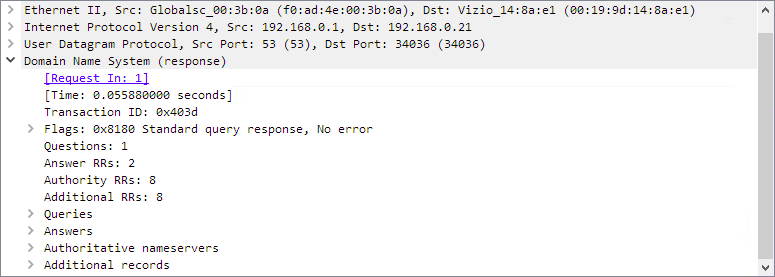 Ethernet II, Src: Globalsc_00:3b:0a (f0:ad:4e:00:3b:0a), Dst: Vizio_14:8a:e1 (00:19:9d:14:8a:e1)
Internet Protocol Version 4, Src: 192.168.0.1, Dst: 192.168.0.21
User Datagram Protocol, Src Port: 53 (53), Dst Port: 34036 (34036)
Domain Name System (response)
[Request In: 1]
[Time: 0.055880000 seconds]
Transaction ID: 0x403d
Flags: 0x8180 Standard query response, No error
Questions: 1
Answer RRs: 2
Authority RRs: 8
Additional RRs: 8
Queries
Answers
Authoritative nameservers
Additional records